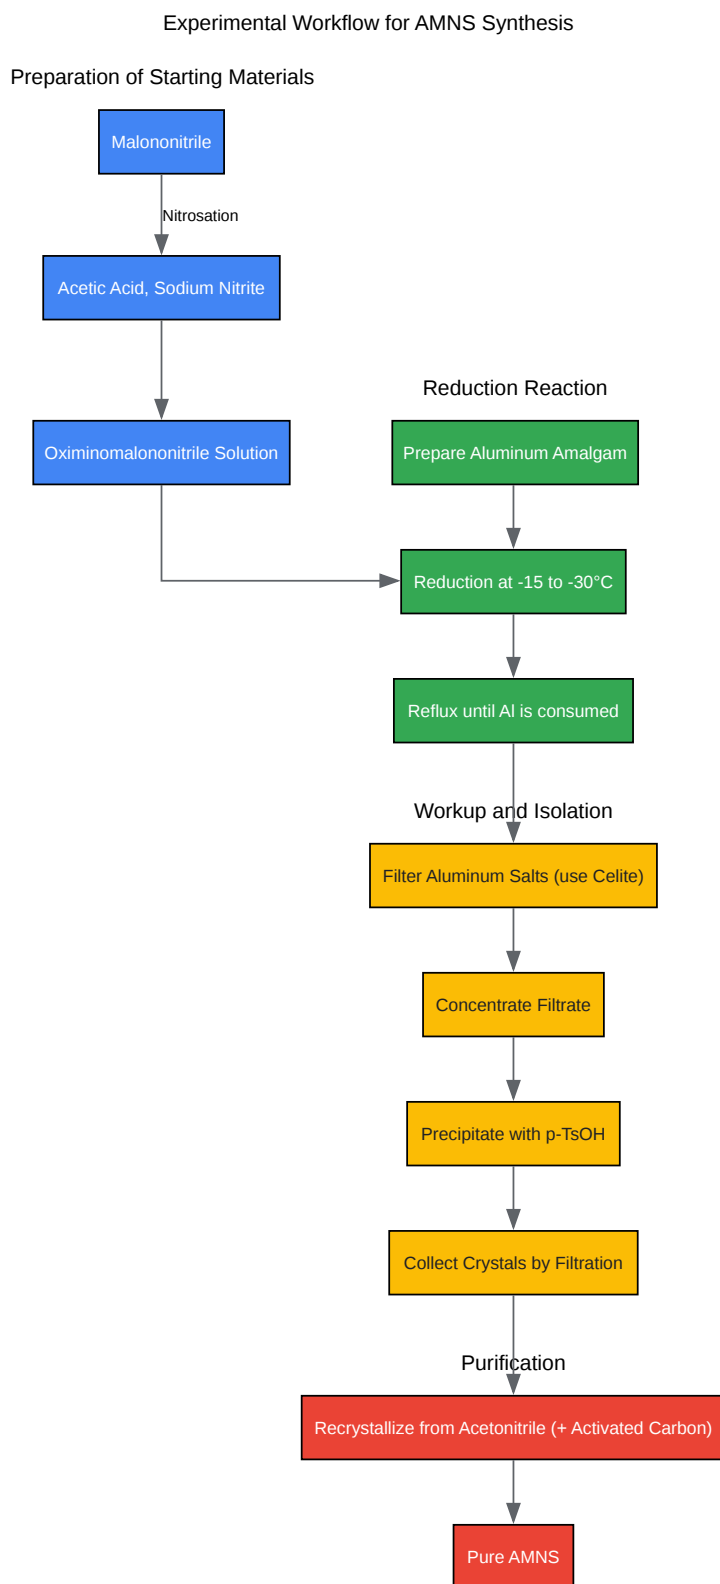 Experimental Workflow for AMNS Synthesis
Preparation of Starting Materials
Malononitrile
Nitrosation
Acetic Acid, Sodium Nitrite
Oximinomalononitrile Solution
Reduction Reaction
Prepare Aluminum Amalgam
Reduction at -15 to -30°C
Reflux until Al is consumed
Workup and Isolation
Filter Aluminum Salts (use Celite)
Concentrate Filtrate
Precipitate with p-TsOH
Collect Crystals by Filtration
Purification
Recrystallize from Acetonitrile (+ Activated Carbon)
Pure AMNS